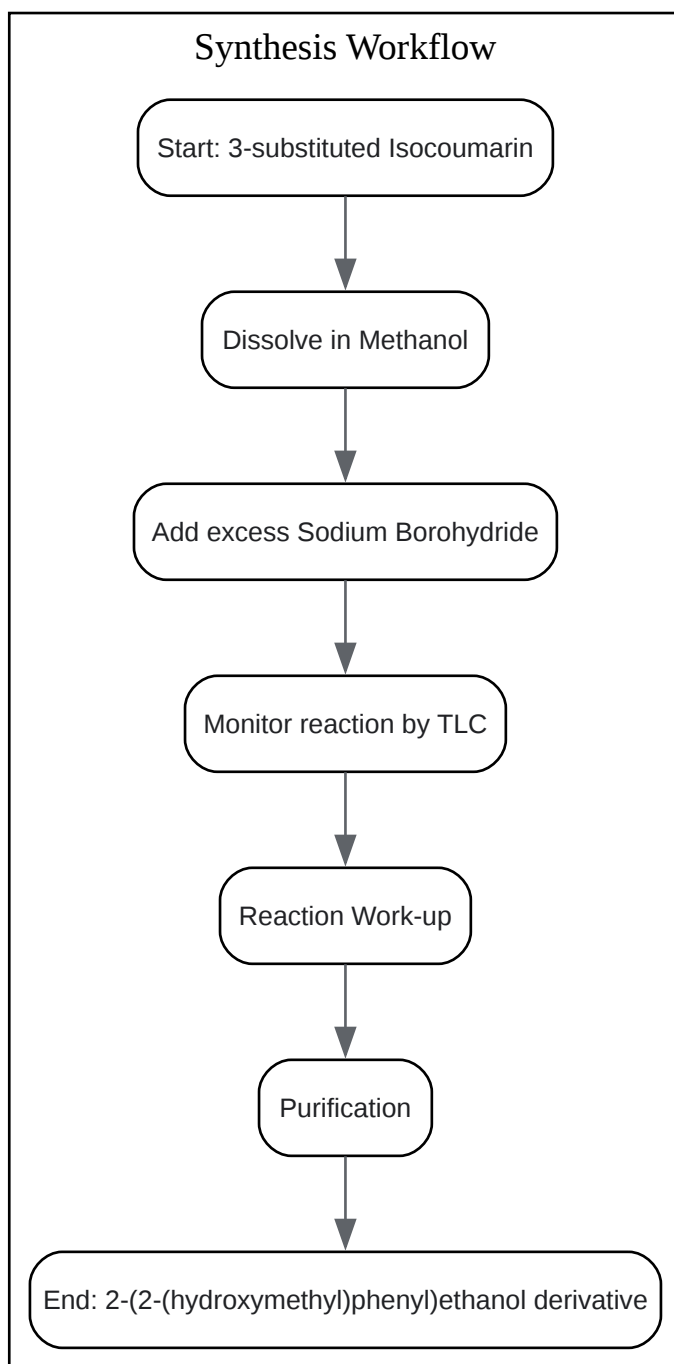 Synthesis Workflow
Start: 3-substituted Isocoumarin
Dissolve in Methanol
Add excess Sodium Borohydride
Monitor reaction by TLC
Reaction Work-up
Purification
End: 2-(2-(hydroxymethyl)phenyl)ethanol derivative